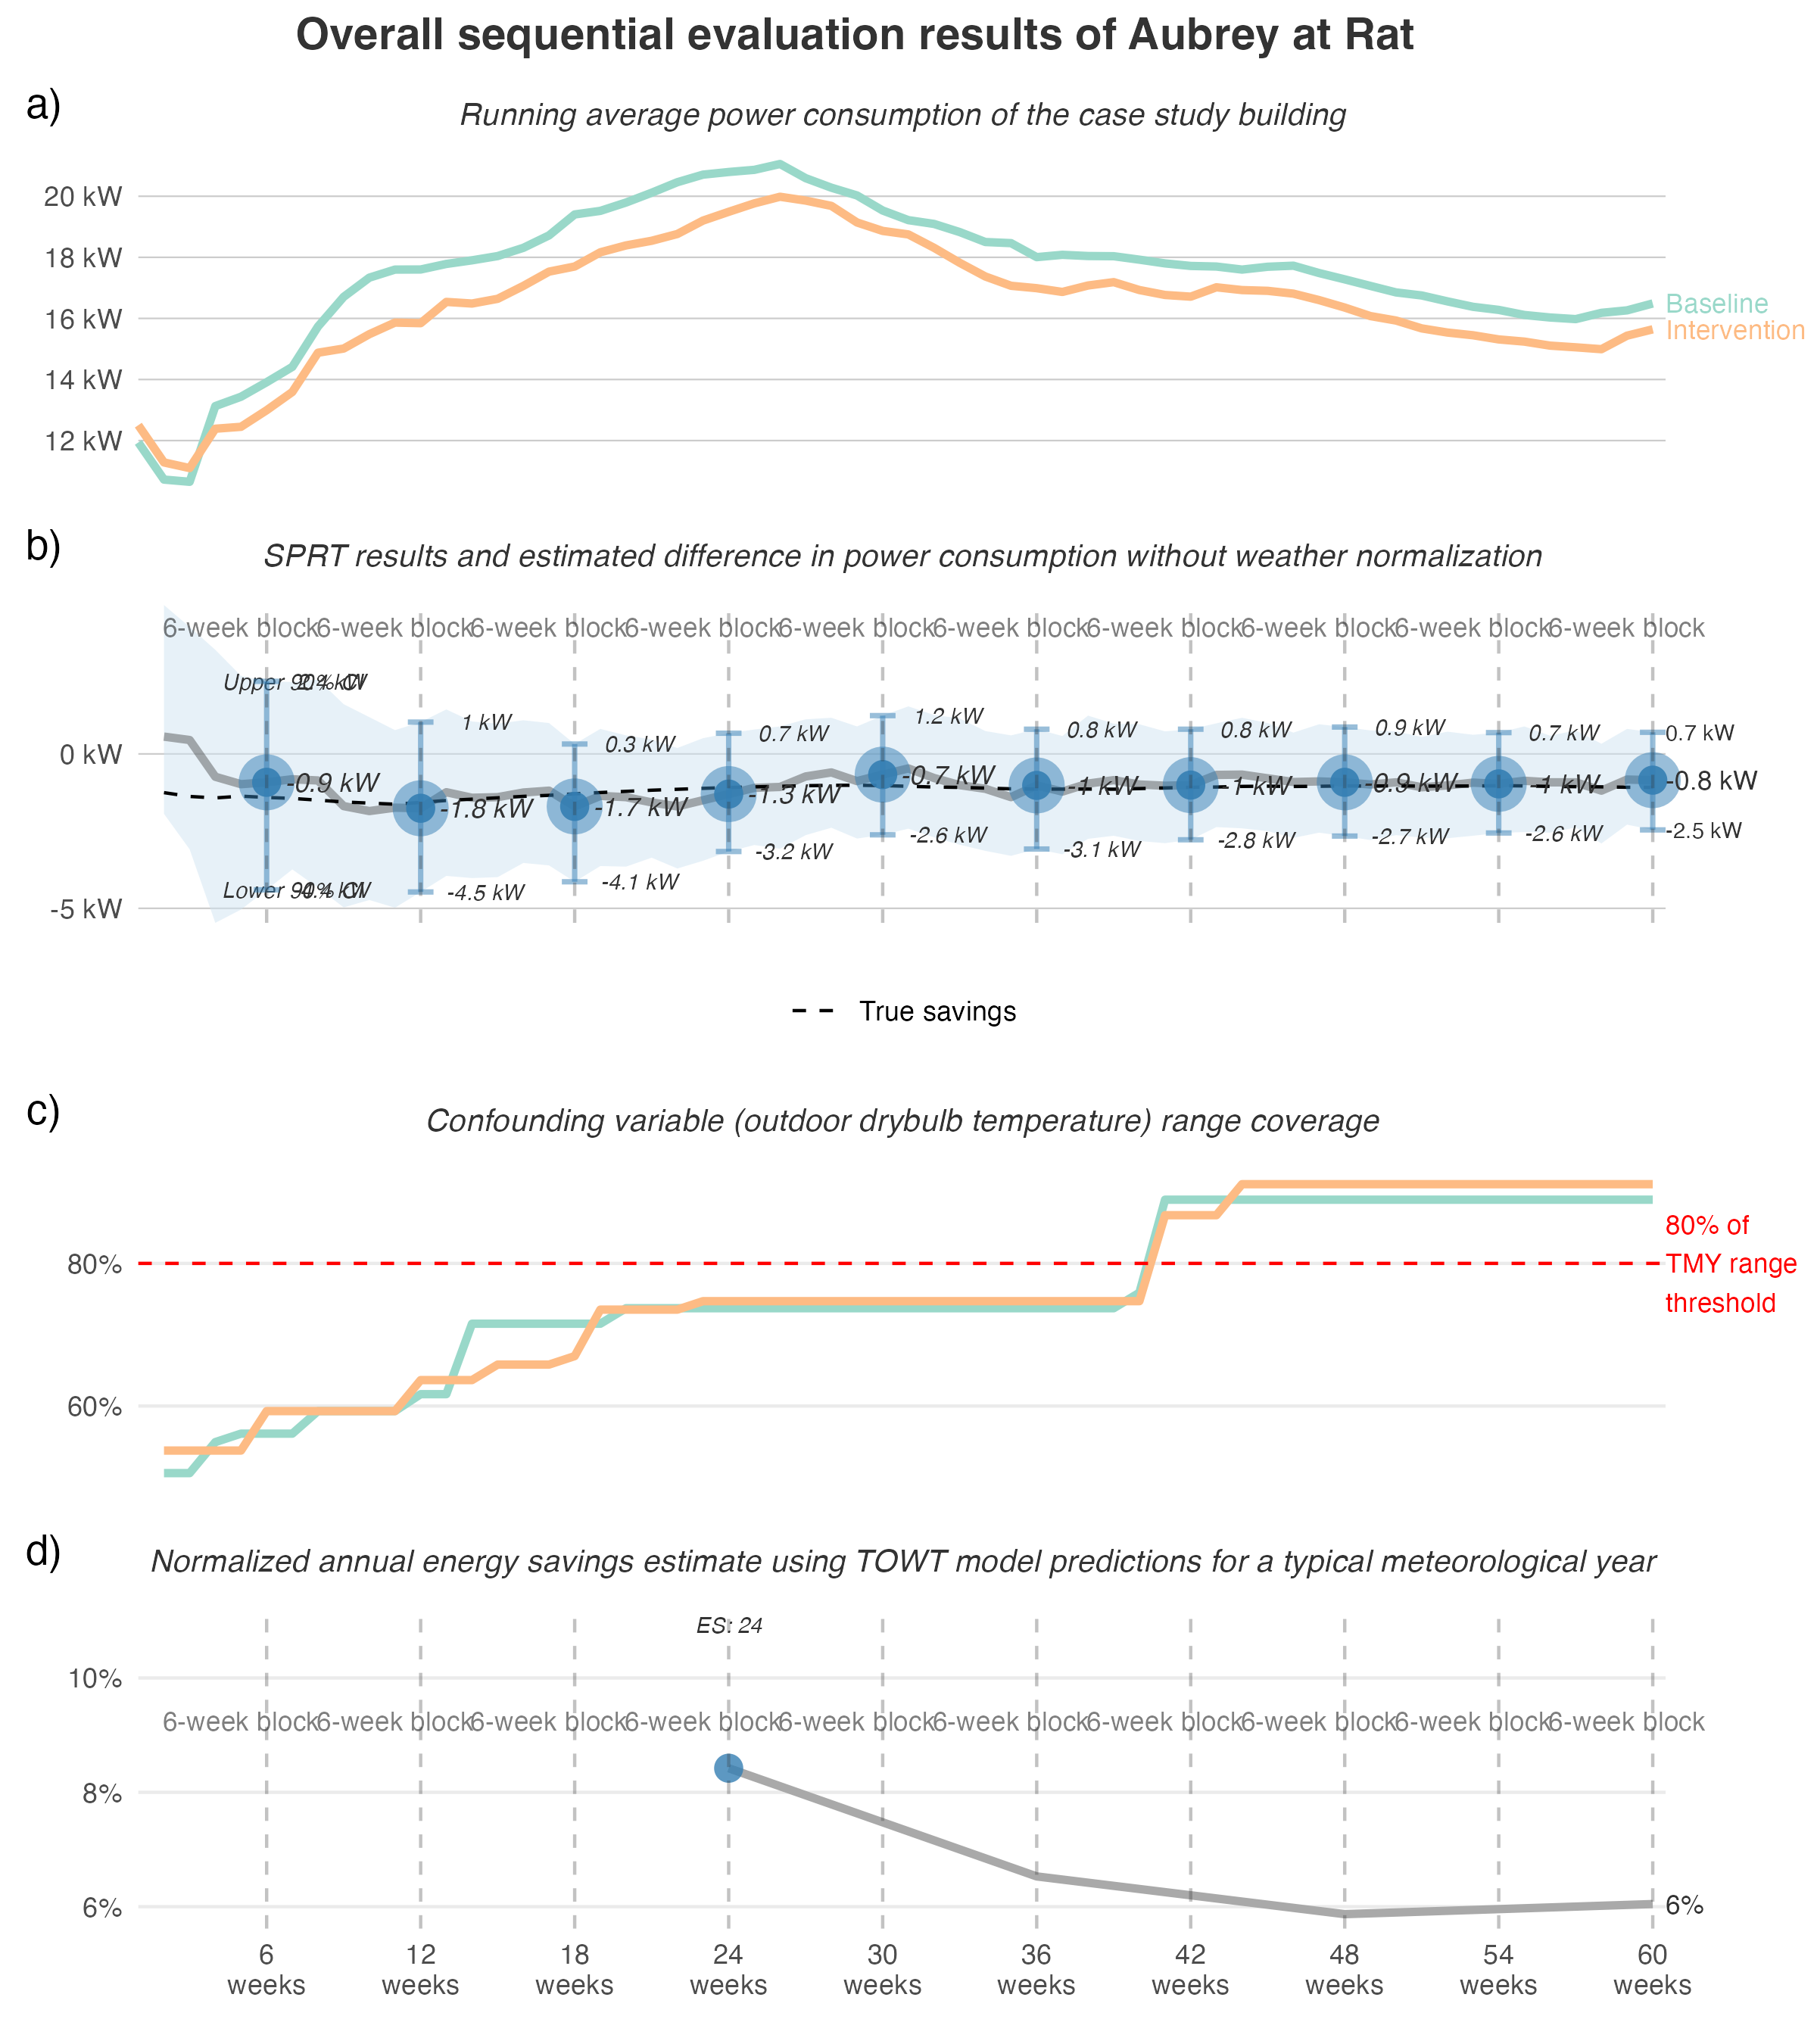 Overall sequential evaluation results of Aubrey at Rat
a)
Running average power consumption of the case study building
20 kW
18 kW
16 kW
14 kW
12 kW
Baseline
Intervention
b)
SPRT results and estimated difference in power consumption without weather normalization
6-week block 6-week block 6-week block 6-week block 6-week block 6-week block 6-week block 6-week block 6-week block 6-week block
Upper 90% CI 2.4 kW
1 kW
0.3 kW
0.7 kW
1.2 kW
0.8 kW
0.8 kW
0.9 kW
0.7 kW
0.7 kW
0 kW
-0.9 kW
-1.8 kW
-1.7 kW
-1.3 kW
-0.7 kW
-1 kW
-1 kW
-0.9 kW
-1 kW
-0.8 kW
Lower 90% CI -4.4 kW
-4.5 kW
-4.1 kW
-3.2 kW
-2.6 kW
-3.1 kW
-2.8 kW
-2.7 kW
-2.6 kW
-2.5 kW
-5 kW
True savings
c)
Confounding variable (outdoor drybulb temperature) range coverage
80%
60%
80% of
TMY range
threshold
d)
Normalized annual energy savings estimate using TOWT model predictions for a typical meteorological year
ES: 24
10%
6-week block 6-week block 6-week block 6-week block 6-week block 6-week block 6-week block 6-week block 6-week block 6-week block
8%
6%
6%
6 12 18 24 30 36 42 48 54 60
weeks weeks weeks weeks weeks weeks weeks weeks weeks weeks